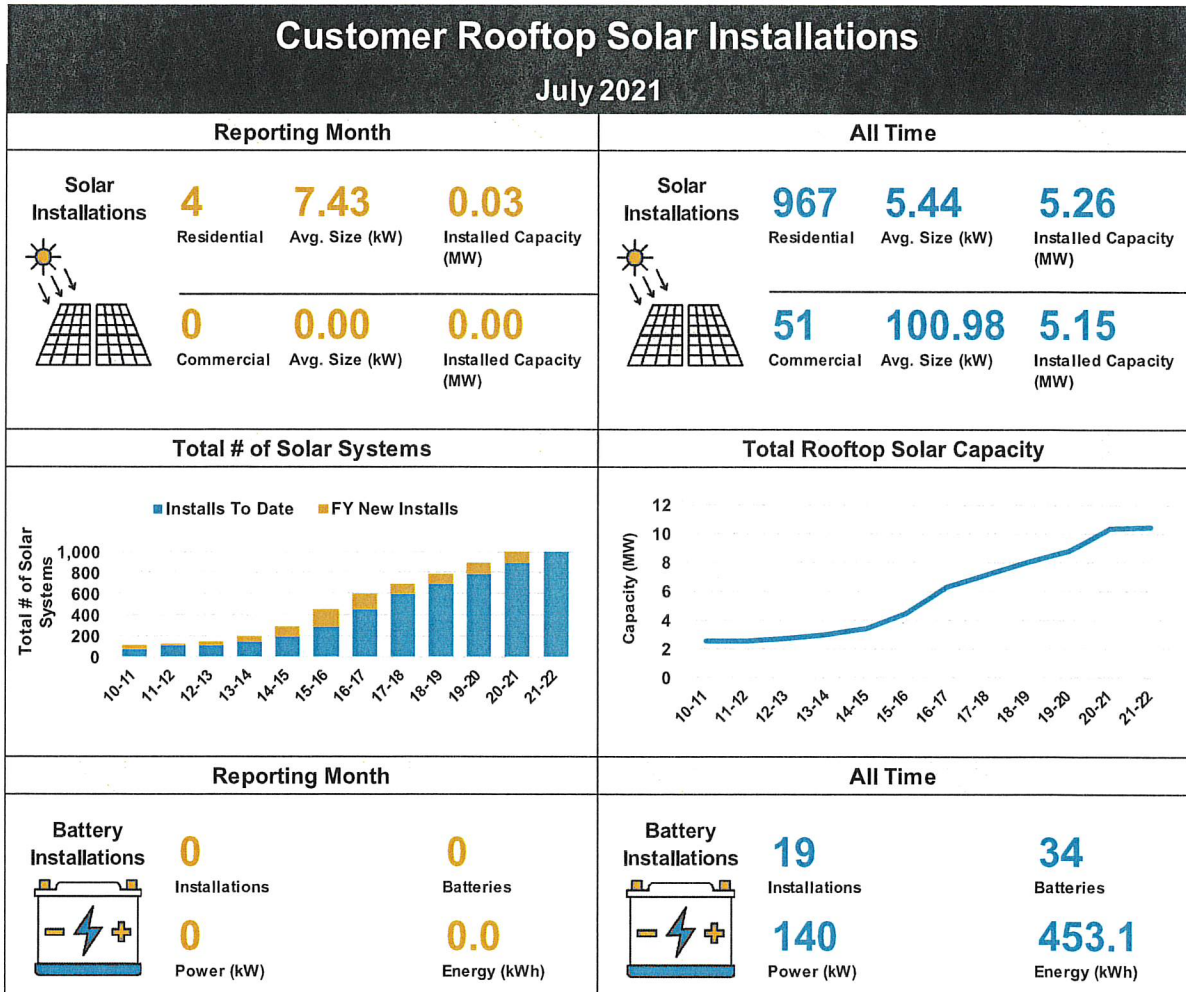 Customer Rooftop Solar Installations
July 2021
Reporting Month
Solar
Installations
4
7.43
0.03
Residential
Avg. Size (kW)
Installed Capacity
(MW)
0
0.00
0.00
Commercial
Avg. Size (kW)
Installed Capacity
(MW)
All Time
Solar
Installations
967
5.44
5.26
Residential
Avg. Size (kW)
Installed Capacity
(MW)
51
100.98
5.15
Commercial
Avg. Size (kW)
Installed Capacity
(MW)
Total # of Solar Systems
Installs To Date
FY New Installs
Total # of Solar
Systems
1,000
800
600
400
200
0
10-11
11-12
12-13
13-14
14-15
15-16
16-17
17-18
18-19
19-20
20-21
21-22
Total Rooftop Solar Capacity
Capacity (MW)
12
10
8
6
4
2
0
10-11
11-12
12-13
13-14
14-15
15-16
16-17
17-18
18-19
19-20
20-21
21-22
Reporting Month
Battery
Installations
0
0
Installations
Batteries
0
0.0
Power (kW)
Energy (kWh)
All Time
Battery
Installations
19
34
Installations
Batteries
140
453.1
Power (kW)
Energy (kWh)